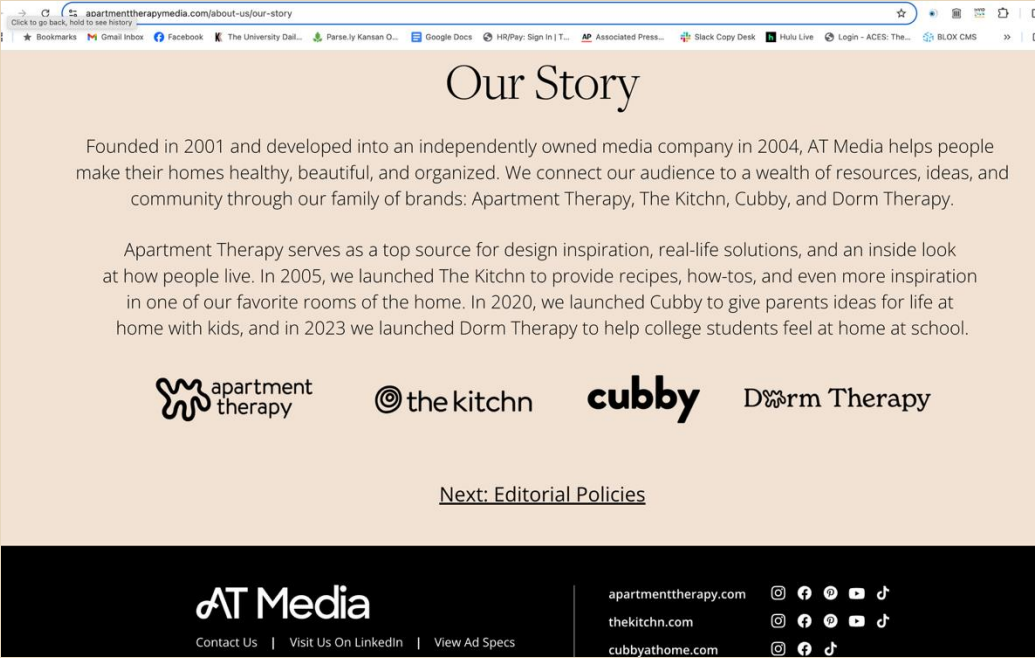 apartmenttherapymedia.com/about-us/our-story
Click to go back, hold to see history
Bookmarks Gmail Inbox Facebook The University Dail... Parse.ly Kansan O... Google Docs HR/Pay: Sign In | T... AP Associated Press... Slack Copy Desk h Hulu Live Login - ACES: The... BLOX CMS »
Our Story
Founded in 2001 and developed into an independently owned media company in 2004, AT Media helps people
make their homes healthy, beautiful, and organized. We connect our audience to a wealth of resources, ideas, and
community through our family of brands: Apartment Therapy, The Kitchn, Cubby, and Dorm Therapy.
Apartment Therapy serves as a top source for design inspiration, real-life solutions, and an inside look
at how people live. In 2005, we launched The Kitchn to provide recipes, how-tos, and even more inspiration
in one of our favorite rooms of the home. In 2020, we launched Cubby to give parents ideas for life at
home with kids, and in 2023 we launched Dorm Therapy to help college students feel at home at school.
apartment
therapy
the kitchn
cubby
Dorm Therapy
Next: Editorial Policies
AT Media
Contact Us | Visit Us On LinkedIn | View Ad Specs
apartmenttherapy.com
thekitchn.com
cubbyathome.com